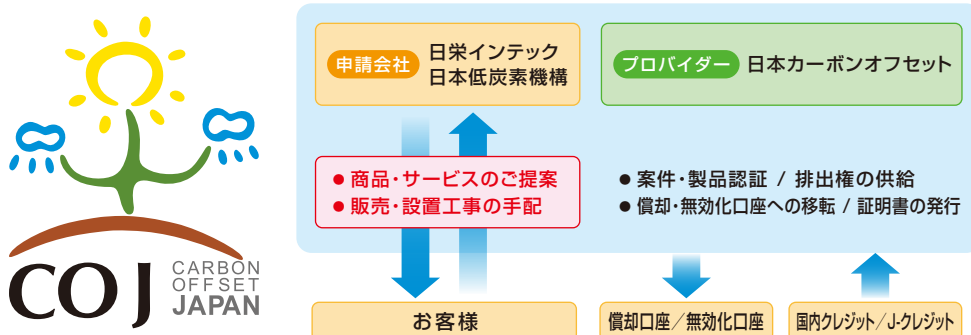 COJ
CARBON
OFFSET
JAPAN
申請会社
日栄インテック
日本低炭素機構
プロバイダー 日本カーボンオフセット
● 商品・サービスのご提案
● 販売・設置工事の手配
● 案件・製品認証 / 排出権の供給
● 償却・無効化口座への移転 / 証明書の発行
お客様
償却口座／無効化口座
国内クレジット／J-クレジット